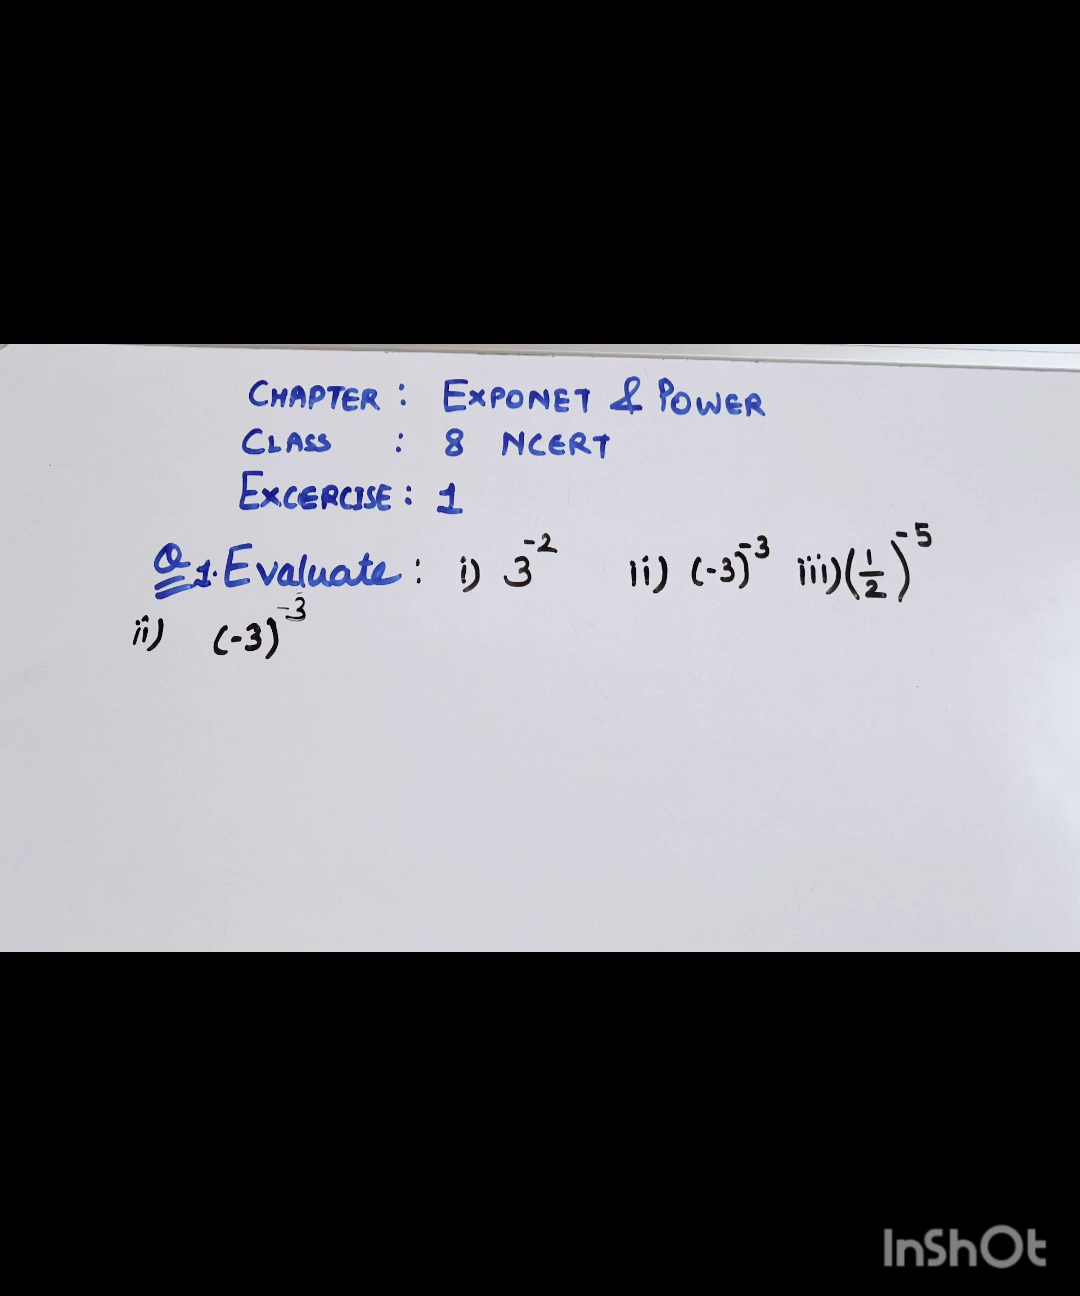 CHAPTER : EXPONET & POWER
CLASS : 8 NCERT
EXCERCISE : 1
Q1. Evaluate : i) 3⁻² ii) (-3)⁻³ iii) (1/2)⁻⁵
ii) (-3)⁻³
InShOt